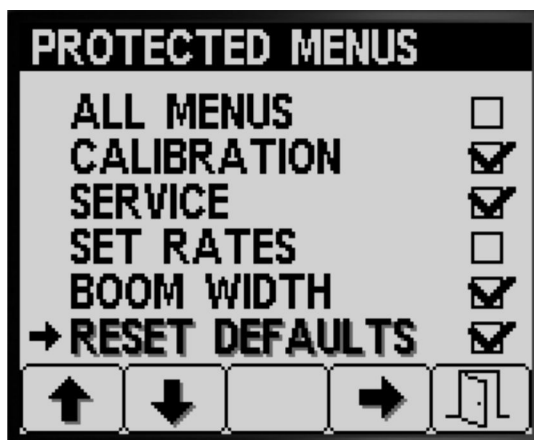 PROTECTED MENUS
ALL MENUS
CALIBRATION
SERVICE
SET RATES
BOOM WIDTH
RESET DEFAULTS